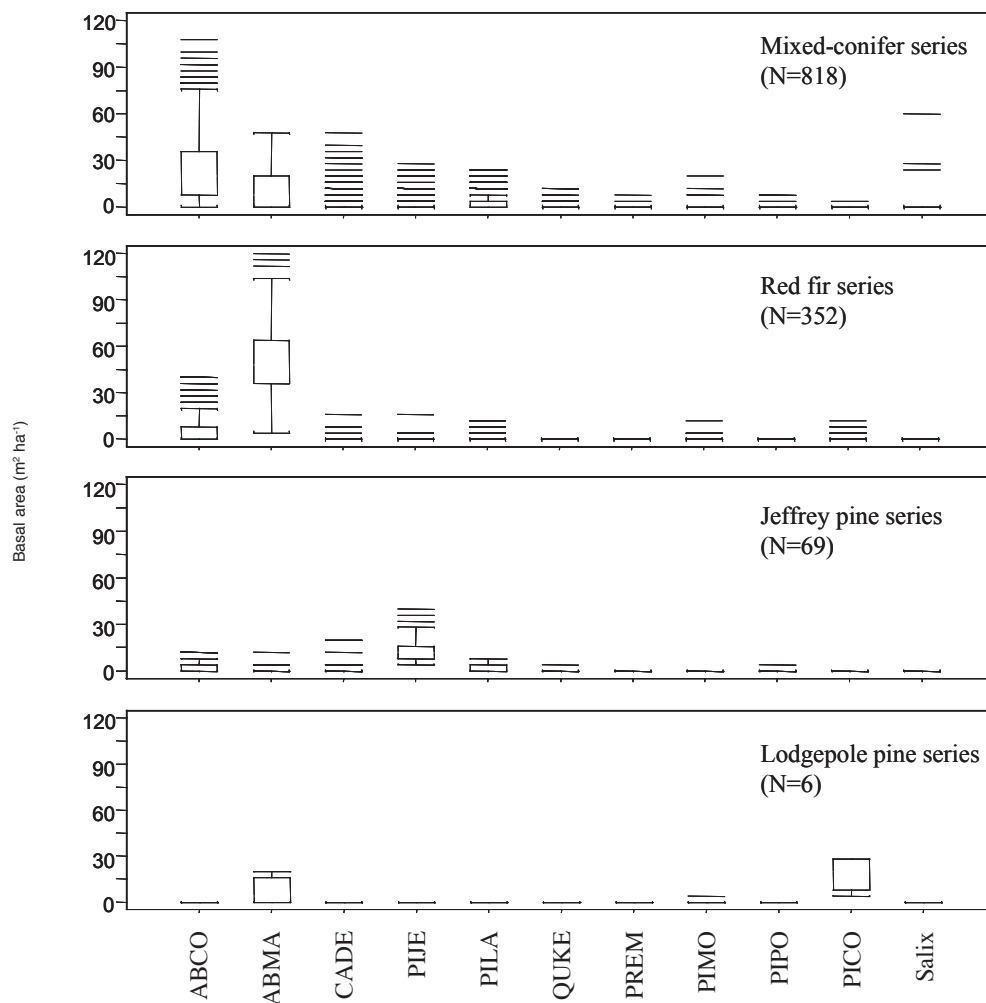 Basal area (m² ha⁻¹)
120
90
60
30
0
Mixed-conifer series
(N=818)
120
90
60
30
0
Red fir series
(N=352)
120
90
60
30
0
Jeffrey pine series
(N=69)
120
90
60
30
0
Lodgepole pine series
(N=6)
ABCO
ABMA
CADE
PIJE
PILA
QUKE
PREM
PIMO
PIPO
PICO
Salix